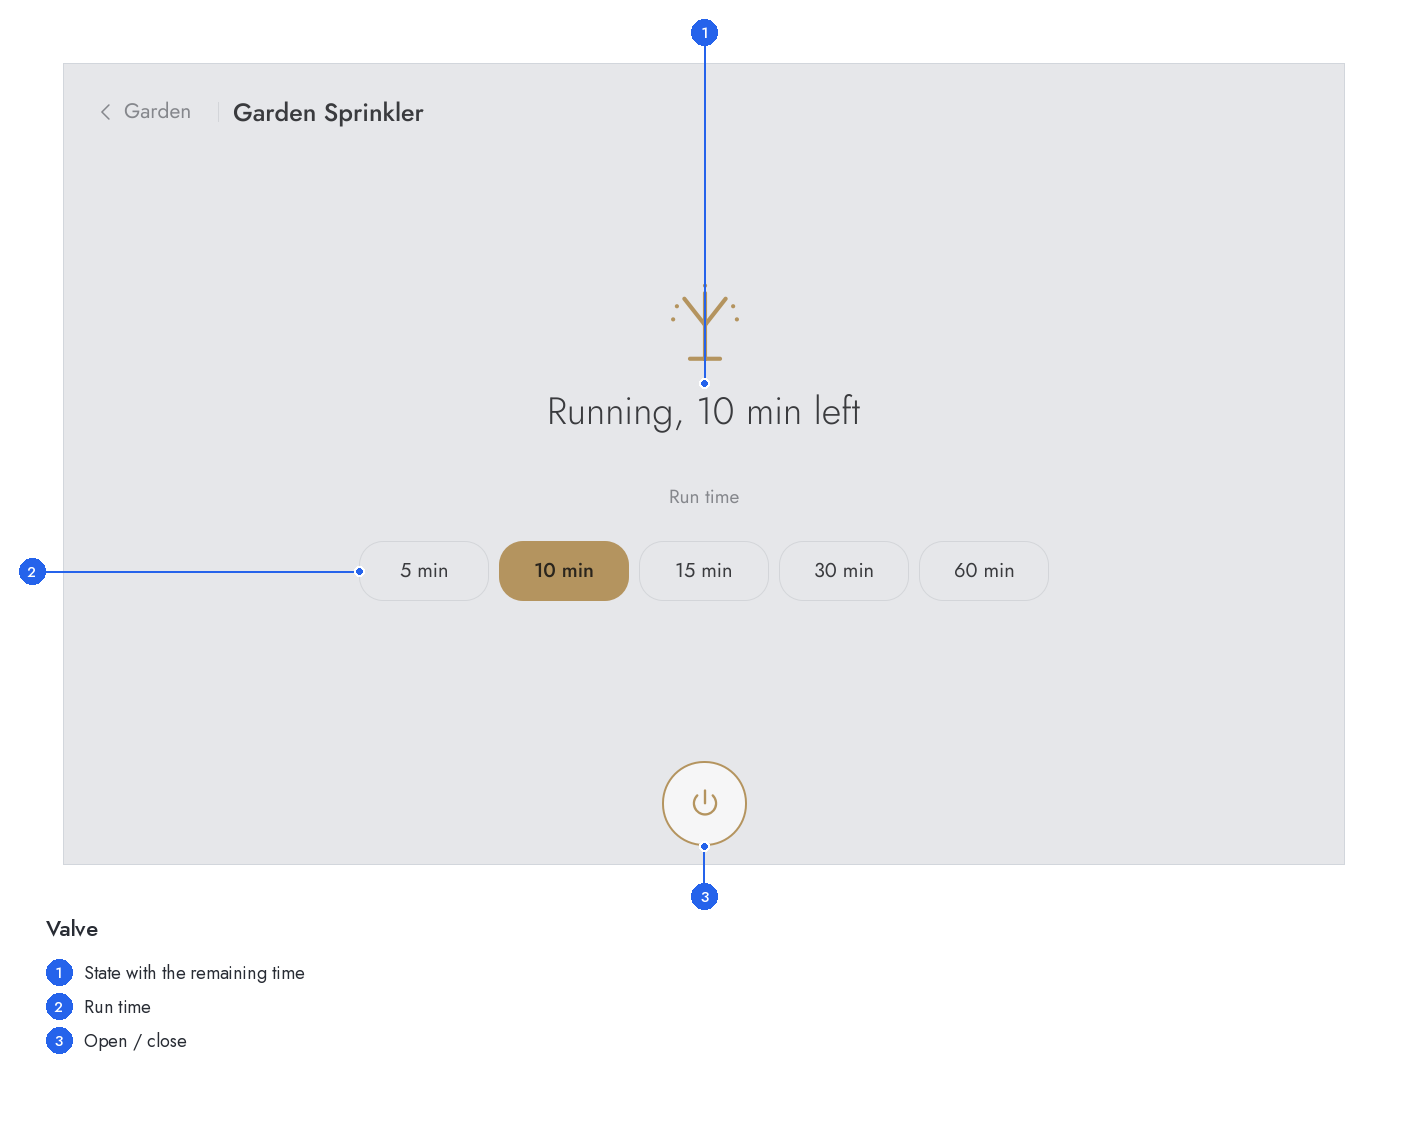 1
Garden
Garden Sprinkler
Running, 10 min left
Run time
2
5 min
10 min
15 min
30 min
60 min
3
Valve
1 State with the remaining time
2 Run time
3 Open / close